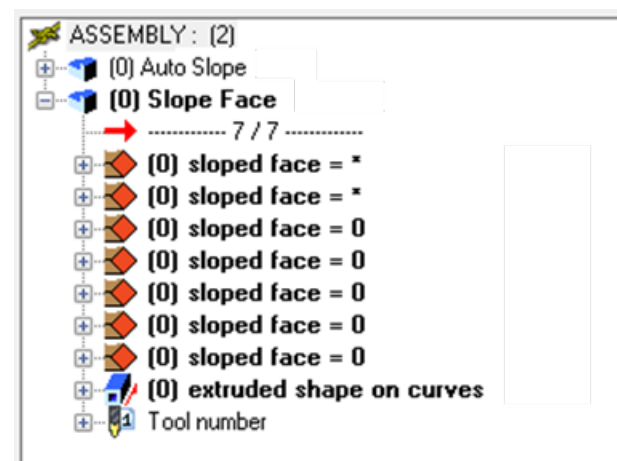 ASSEMBLY : (2)
(0) Auto Slope
(0) Slope Face
------------ 7 / 7 ------------
(0) sloped face = *
(0) sloped face = *
(0) sloped face = 0
(0) sloped face = 0
(0) sloped face = 0
(0) sloped face = 0
(0) sloped face = 0
(0) extruded shape on curves
1 Tool number